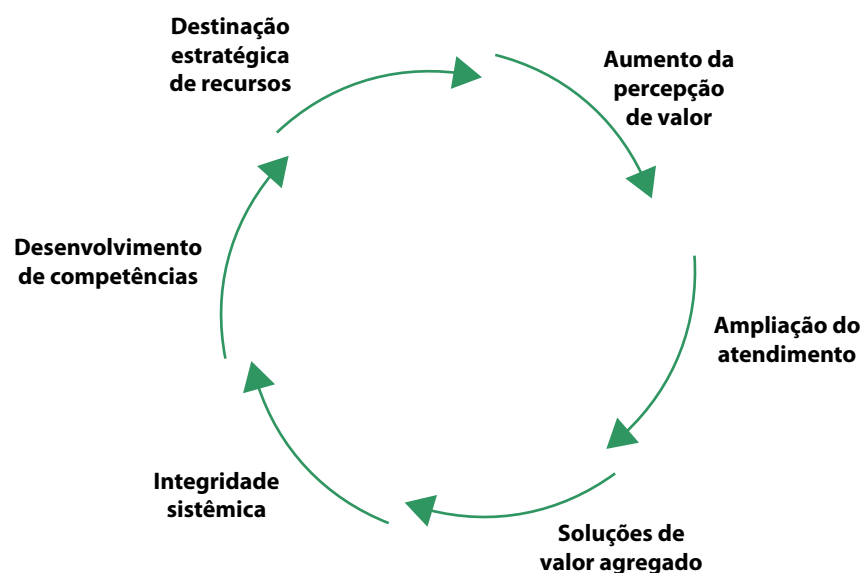 Destinação
estratégica
de recursos
Aumento da
percepção
de valor
Ampliação do
atendimento
Soluções de
valor agregado
Integridade
sistêmica
Desenvolvimento
de competências